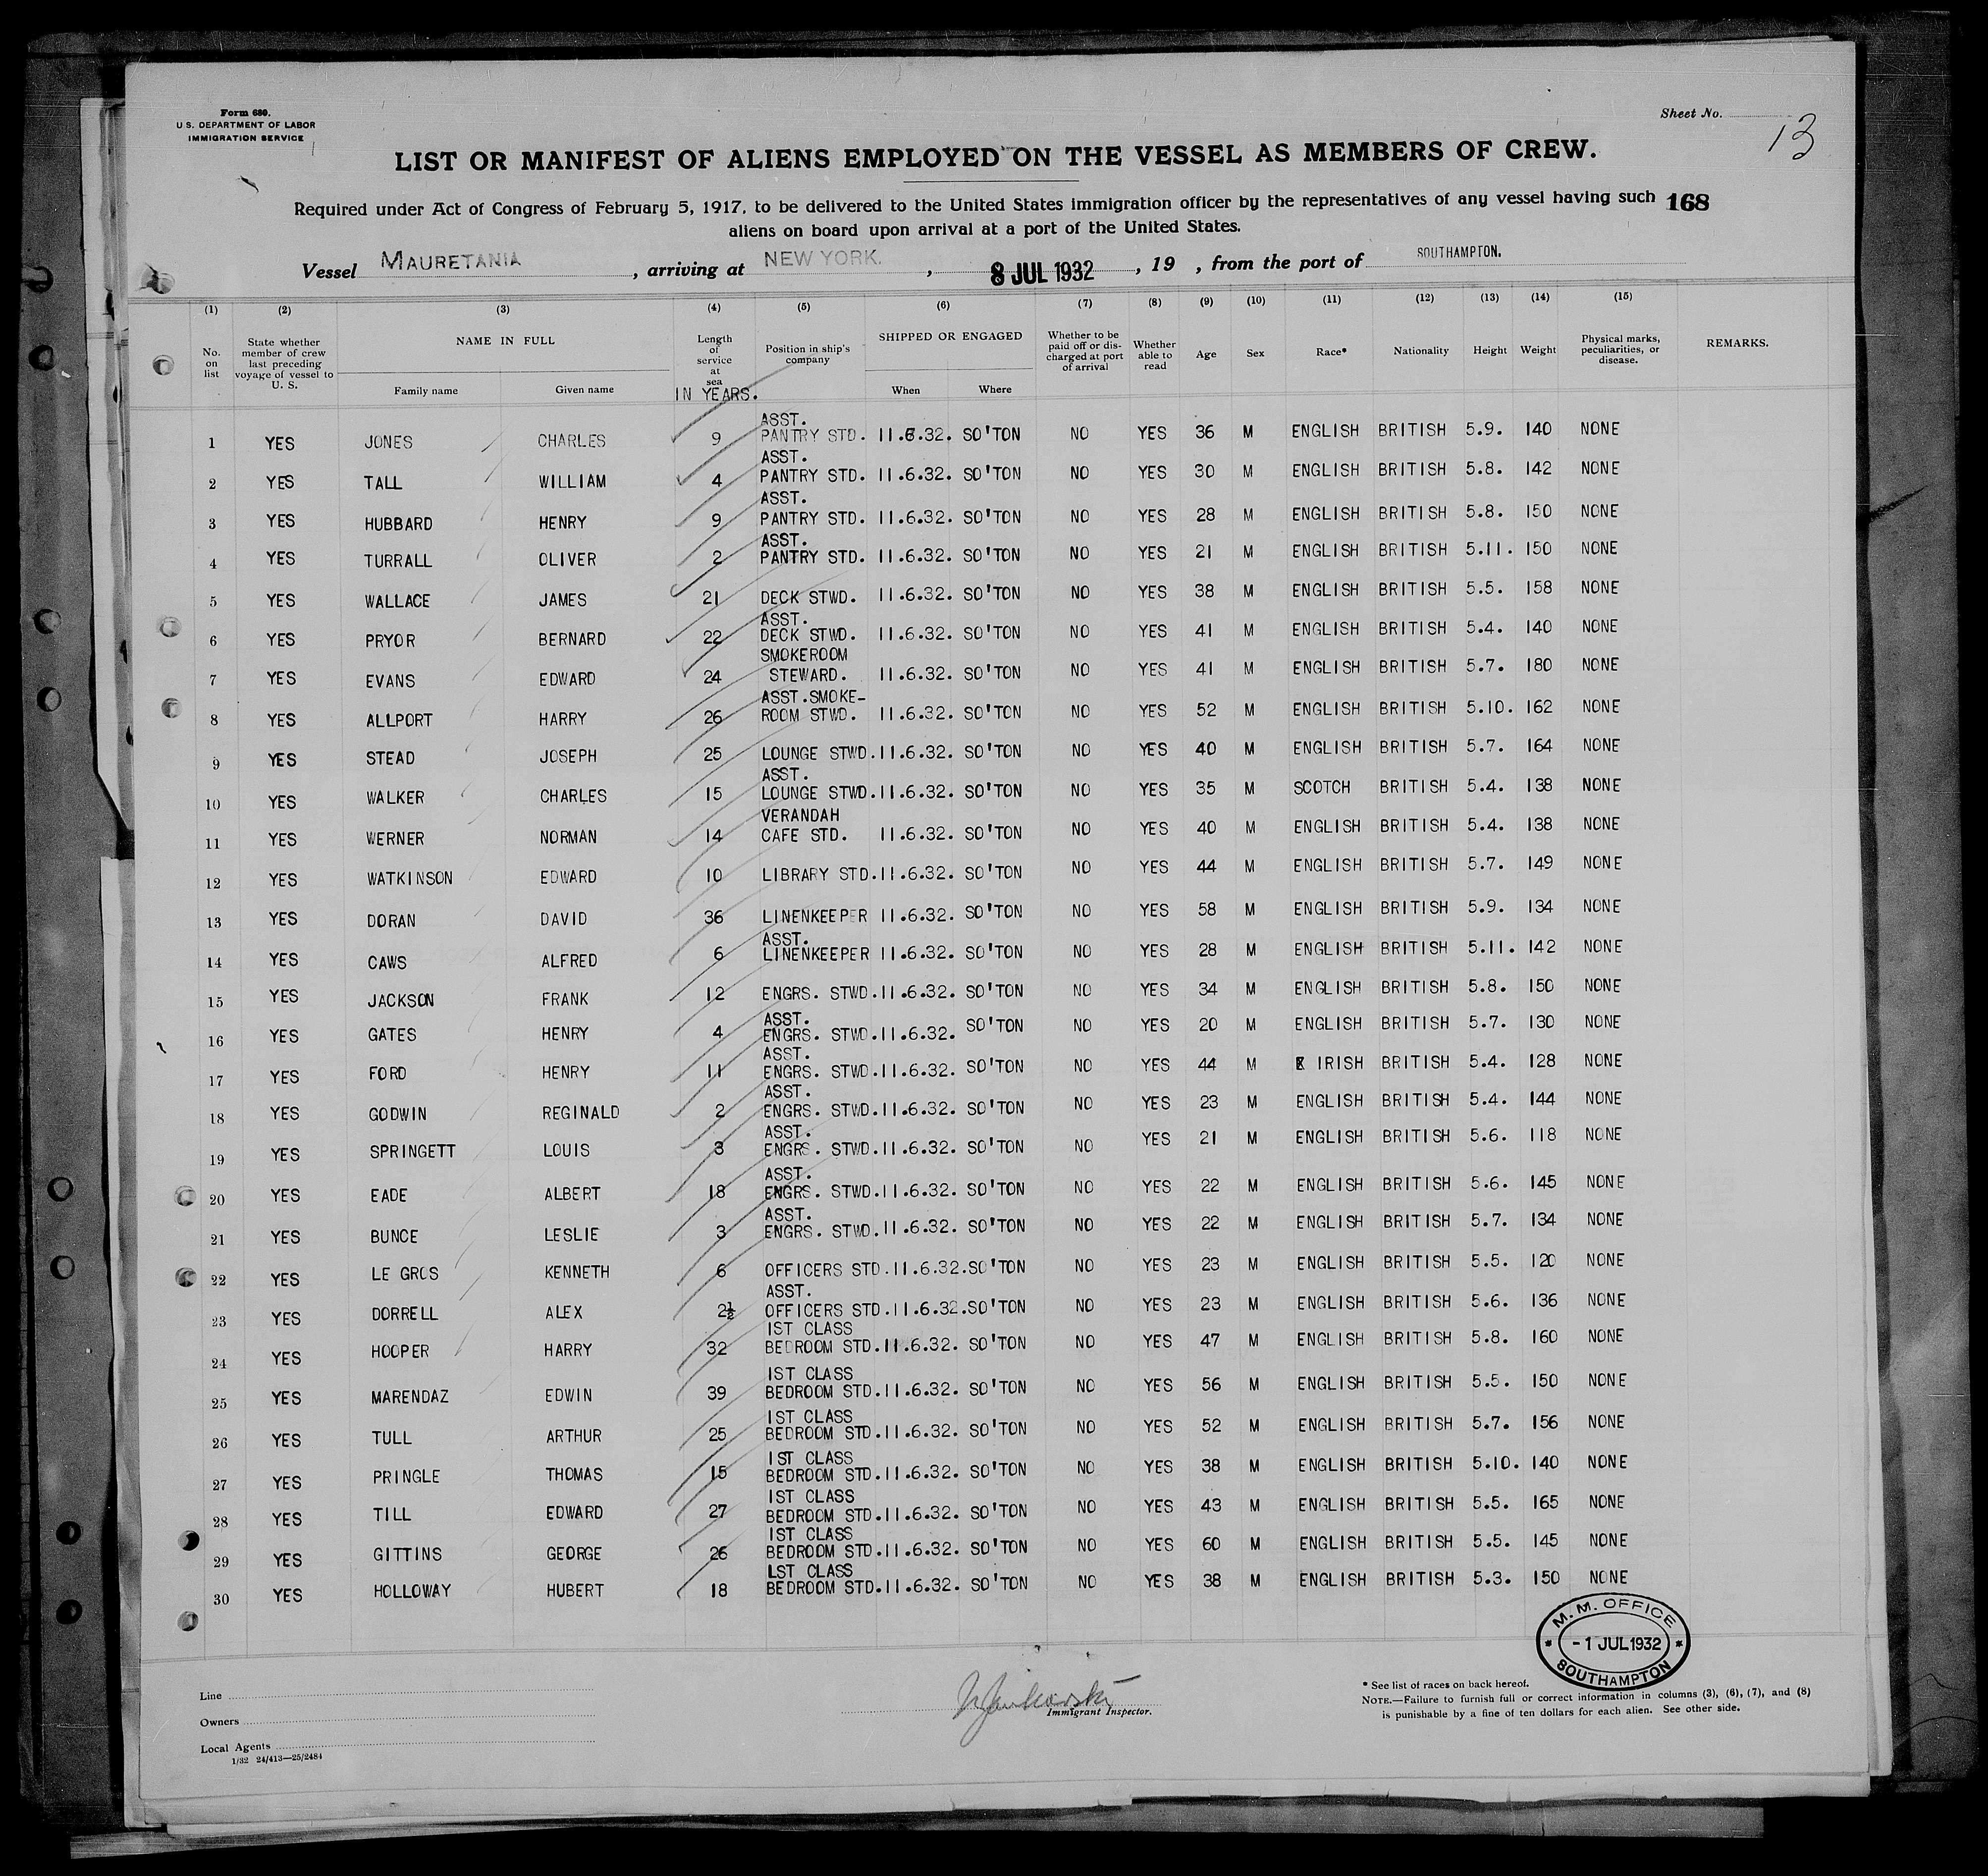 Form 680.
U.S. DEPARTMENT OF LABOR
IMMIGRATION SERVICE
Sheet No.
13
LIST OR MANIFEST OF ALIENS EMPLOYED ON THE VESSEL AS MEMBERS OF CREW.
Required under Act of Congress of February 5, 1917, to be delivered to the United States immigration officer by the representatives of any vessel having such 168
aliens on board upon arrival at a port of the United States.
Vessel MAURETANIA, arriving at NEW YORK., 8 JUL 1932, 19 , from the port of SOUTHAMPTON.
(1) (2) (3) (4) (5) (6) (7) (8) (9) (10) (11) (12) (13) (14) (15)
No. on list State whether member of crew last preceding voyage of vessel to U. S. NAME IN FULL Family name Given name Length of service at sea IN YEARS. Position in ship's company SHIPPED OR ENGAGED When Where Whether to be paid off or discharged at port of arrival Whether able to read Age Sex Race* Nationality Height Weight Physical marks, peculiarities, or disease. REMARKS.
1 YES JONES CHARLES 9 ASST. PANTRY STD. 11.6.32. SO'TON NO YES 36 M ENGLISH BRITISH 5.9. 140 NONE
2 YES TALL WILLIAM 4 ASST. PANTRY STD. 11.6.32. SO'TON NO YES 30 M ENGLISH BRITISH 5.8. 142 NONE
3 YES HUBBARD HENRY 9 ASST. PANTRY STD. 11.6.32. SO'TON NO YES 28 M ENGLISH BRITISH 5.8. 150 NONE
4 YES TURRALL OLIVER 2 ASST. PANTRY STD. 11.6.32. SO'TON NO YES 21 M ENGLISH BRITISH 5.11. 150 NONE
5 YES WALLACE JAMES 21 DECK STWD. 11.6.32. SO'TON NO YES 38 M ENGLISH BRITISH 5.5. 158 NONE
6 YES PRYOR BERNARD 22 ASST. DECK STWD. 11.6.32. SO'TON NO YES 41 M ENGLISH BRITISH 5.4. 140 NONE
7 YES EVANS EDWARD 24 SMOKEROOM STEWARD. 11.6.32. SO'TON NO YES 41 M ENGLISH BRITISH 5.7. 180 NONE
8 YES ALLPORT HARRY 26 ASST.SMOKE-ROOM STWD. 11.6.32. SO'TON NO YES 52 M ENGLISH BRITISH 5.10. 162 NONE
9 YES STEAD JOSEPH 25 LOUNGE STWD. 11.6.32. SO'TON NO YES 40 M ENGLISH BRITISH 5.7. 164 NONE
10 YES WALKER CHARLES 15 ASST. LOUNGE STWD. 11.6.32. SO'TON NO YES 35 M SCOTCH BRITISH 5.4. 138 NONE
11 YES WERNER NORMAN 14 VERANDAH CAFE STD. 11.6.32. SO'TON NO YES 40 M ENGLISH BRITISH 5.4. 138 NONE
12 YES WATKINSON EDWARD 10 LIBRARY STD. 11.6.32. SO'TON NO YES 44 M ENGLISH BRITISH 5.7. 149 NONE
13 YES DORAN DAVID 36 LINENKEEPER 11.6.32. SO'TON NO YES 58 M ENGLISH BRITISH 5.9. 134 NONE
14 YES CAWS ALFRED 6 ASST. LINENKEEPER 11.6.32. SO'TON NO YES 28 M ENGLISH BRITISH 5.11. 142 NONE
15 YES JACKSON FRANK 12 ENGRS. STWD. 11.6.32. SO'TON NO YES 34 M ENGLISH BRITISH 5.8. 150 NONE
16 YES GATES HENRY 4 ASST. ENGRS. STWD. 11.6.32. SO'TON NO YES 20 M ENGLISH BRITISH 5.7. 130 NONE
17 YES FORD HENRY 11 ASST. ENGRS. STWD. 11.6.32. SO'TON NO YES 44 M IRISH BRITISH 5.4. 128 NONE
18 YES GODWIN REGINALD 2 ASST. ENGRS. STWD. 11.6.32. SO'TON NO YES 23 M ENGLISH BRITISH 5.4. 144 NONE
19 YES SPRINGETT LOUIS 3 ASST. ENGRS. STWD. 11.6.32. SO'TON NO YES 21 M ENGLISH BRITISH 5.6. 118 NONE
20 YES EADE ALBERT 18 ASST. ENGRS. STWD. 11.6.32. SO'TON NO YES 22 M ENGLISH BRITISH 5.6. 145 NONE
21 YES BUNCE LESLIE 3 ASST. ENGRS. STWD. 11.6.32. SO'TON NO YES 22 M ENGLISH BRITISH 5.7. 134 NONE
22 YES LE GROS KENNETH 6 OFFICERS STD. 11.6.32. SO'TON NO YES 23 M ENGLISH BRITISH 5.5. 120 NONE
23 YES DORRELL ALEX 2½ ASST. OFFICERS STD. 11.6.32. SO'TON NO YES 23 M ENGLISH BRITISH 5.6. 136 NONE
24 YES HOOPER HARRY 32 IST CLASS BEDROOM STD. 11.6.32. SO'TON NO YES 47 M ENGLISH BRITISH 5.8. 160 NONE
25 YES MARENDAZ EDWIN 39 IST CLASS BEDROOM STD. 11.6.32. SO'TON NO YES 56 M ENGLISH BRITISH 5.5. 150 NONE
26 YES TULL ARTHUR 25 IST CLASS BEDROOM STD. 11.6.32. SO'TON NO YES 52 M ENGLISH BRITISH 5.7. 156 NONE
27 YES PRINGLE THOMAS 15 IST CLASS BEDROOM STD. 11.6.32. SO'TON NO YES 38 M ENGLISH BRITISH 5.10. 140 NONE
28 YES TILL EDWARD 27 IST CLASS BEDROOM STD. 11.6.32. SO'TON NO YES 43 M ENGLISH BRITISH 5.5. 165 NONE
29 YES GITTINS GEORGE 26 IST CLASS BEDROOM STD. 11.6.32. SO'TON NO YES 60 M ENGLISH BRITISH 5.5. 145 NONE
30 YES HOLLOWAY HUBERT 18 LST CLASS BEDROOM STD. 11.6.32. SO'TON NO YES 38 M ENGLISH BRITISH 5.3. 150 NONE
M. M. OFFICE
- 1 JUL 1932
SOUTHAMPTON
Line
Owners
Local Agents
1/32 24/413—25/2484
Immigrant Inspector.
* See list of races on back hereof.
NOTE.—Failure to furnish full or correct information in columns (3), (6), (7), and (8)
is punishable by a fine of ten dollars for each alien. See other side.